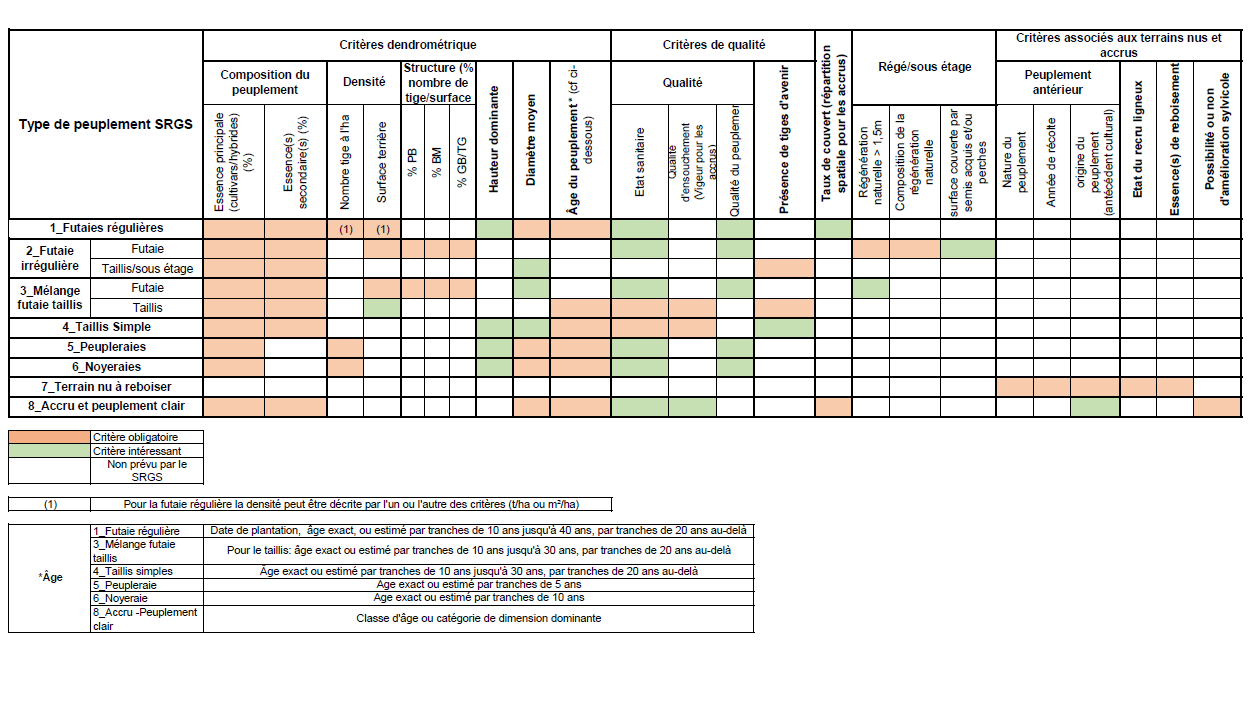 Type de peuplement SRGS
Critères dendrométrique
Critères de qualité
Taux de couvert (répartition
spatiale pour les accrus)
Régé/sous étage
Critères associés aux terrains nus et
accrus
Composition du
peuplement
Densité
Structure (%
nombre de
tige/surface
Hauteur dominante
Diamètre moyen
Âge du peuplement* (cf ci-
dessous)
Qualité
Présence de tiges d'avenir
Peuplement
antérieur
Etat du recru ligneux
Essence(s) de reboisement
Possibilité ou non
d'amélioration sylvicole
Essence principale
(cultivars/hybrides)
(%)
Essence(s)
secondaire(s) (%)
Nombre tige à l'ha
Surface terrière
% PB
% BM
% GB/TG
Etat sanitaire
Qualité
d'ensouchement
(Vigeur pour les
accrus)
Qualité du peuplemer
Régénération
naturelle > 1,5m
Composition de la
régénération
naturelle
surface couverte par
semis acquis et/ou
perches
Nature du
peuplement
Année de récolte
origine du
peuplement
(antécédent cultural)
1_Futaies régulières
(1)
(1)
2_Futaie
irrégulière
Futaie
Taillis/sous étage
3_Mélange
futaie taillis
Futaie
Taillis
4_Taillis Simple
5_Peupleraies
6_Noyeraies
7_Terrain nu à reboiser
8_Accru et peuplement clair
Critère obligatoire
Critère intéressant
Non prévu par le
SRGS
(1)
Pour la futaie régulière la densité peut être décrite par l'un ou l'autre des critères (t/ha ou m²/ha)
*Âge
1_Futaie régulière
Date de plantation, âge exact, ou estimé par tranches de 10 ans jusqu'à 40 ans, par tranches de 20 ans au-delà
3_Mélange futaie
taillis
Pour le taillis: âge exact ou estimé par tranches de 10 ans jusqu'à 30 ans, par tranches de 20 ans au-delà
4_Taillis simples
Âge exact ou estimé par tranches de 10 ans jusqu'à 30 ans, par tranches de 20 ans au-delà
5_Peupleraie
Age exact ou estimé par tranches de 5 ans
6_Noyeraie
Age exact ou estimé par tranches de 10 ans
8_Accru -Peuplement
clair
Classe d'âge ou catégorie de dimension dominante